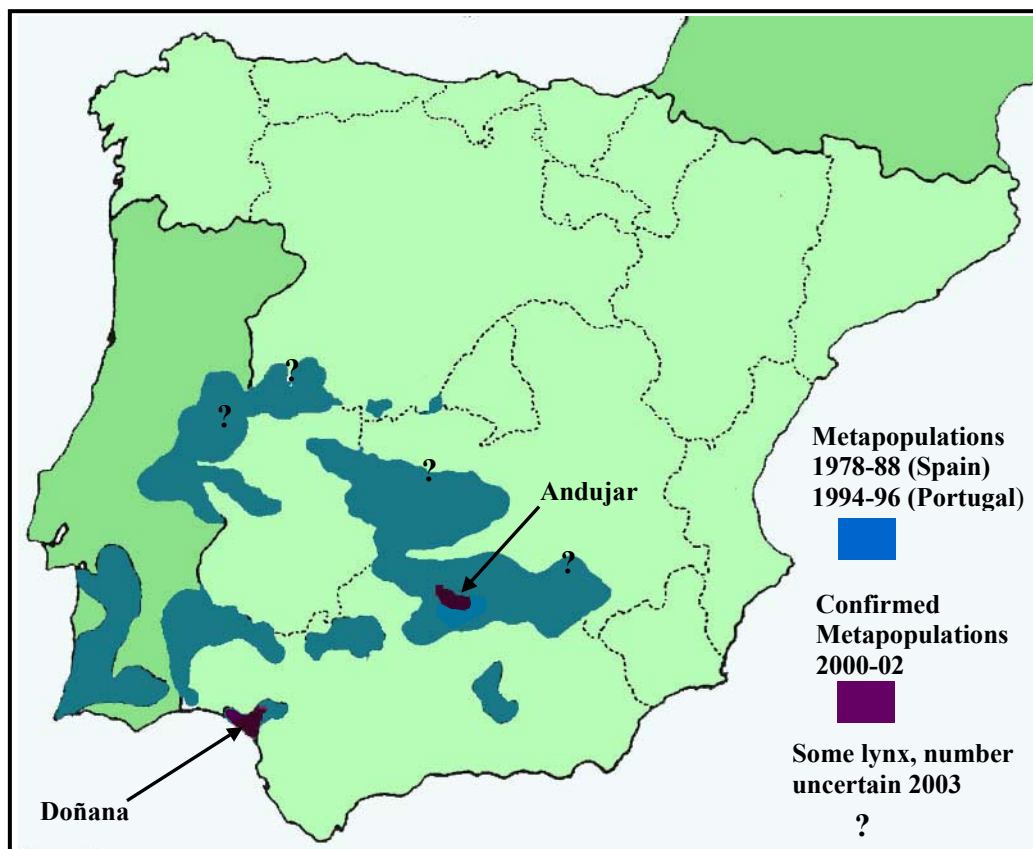 ?
?
?
Andujar
?
Doñana
Metapopulations
1978-88 (Spain)
1994-96 (Portugal)
Confirmed
Metapopulations
2000-02
Some lynx, number
uncertain 2003
?